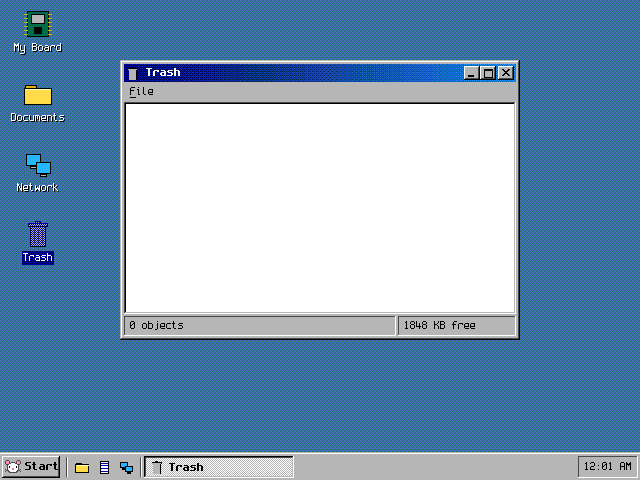 My Board
Documents
Network
Trash
Trash
File
0 objects
1848 KB free
Start
Trash
12:01 AM